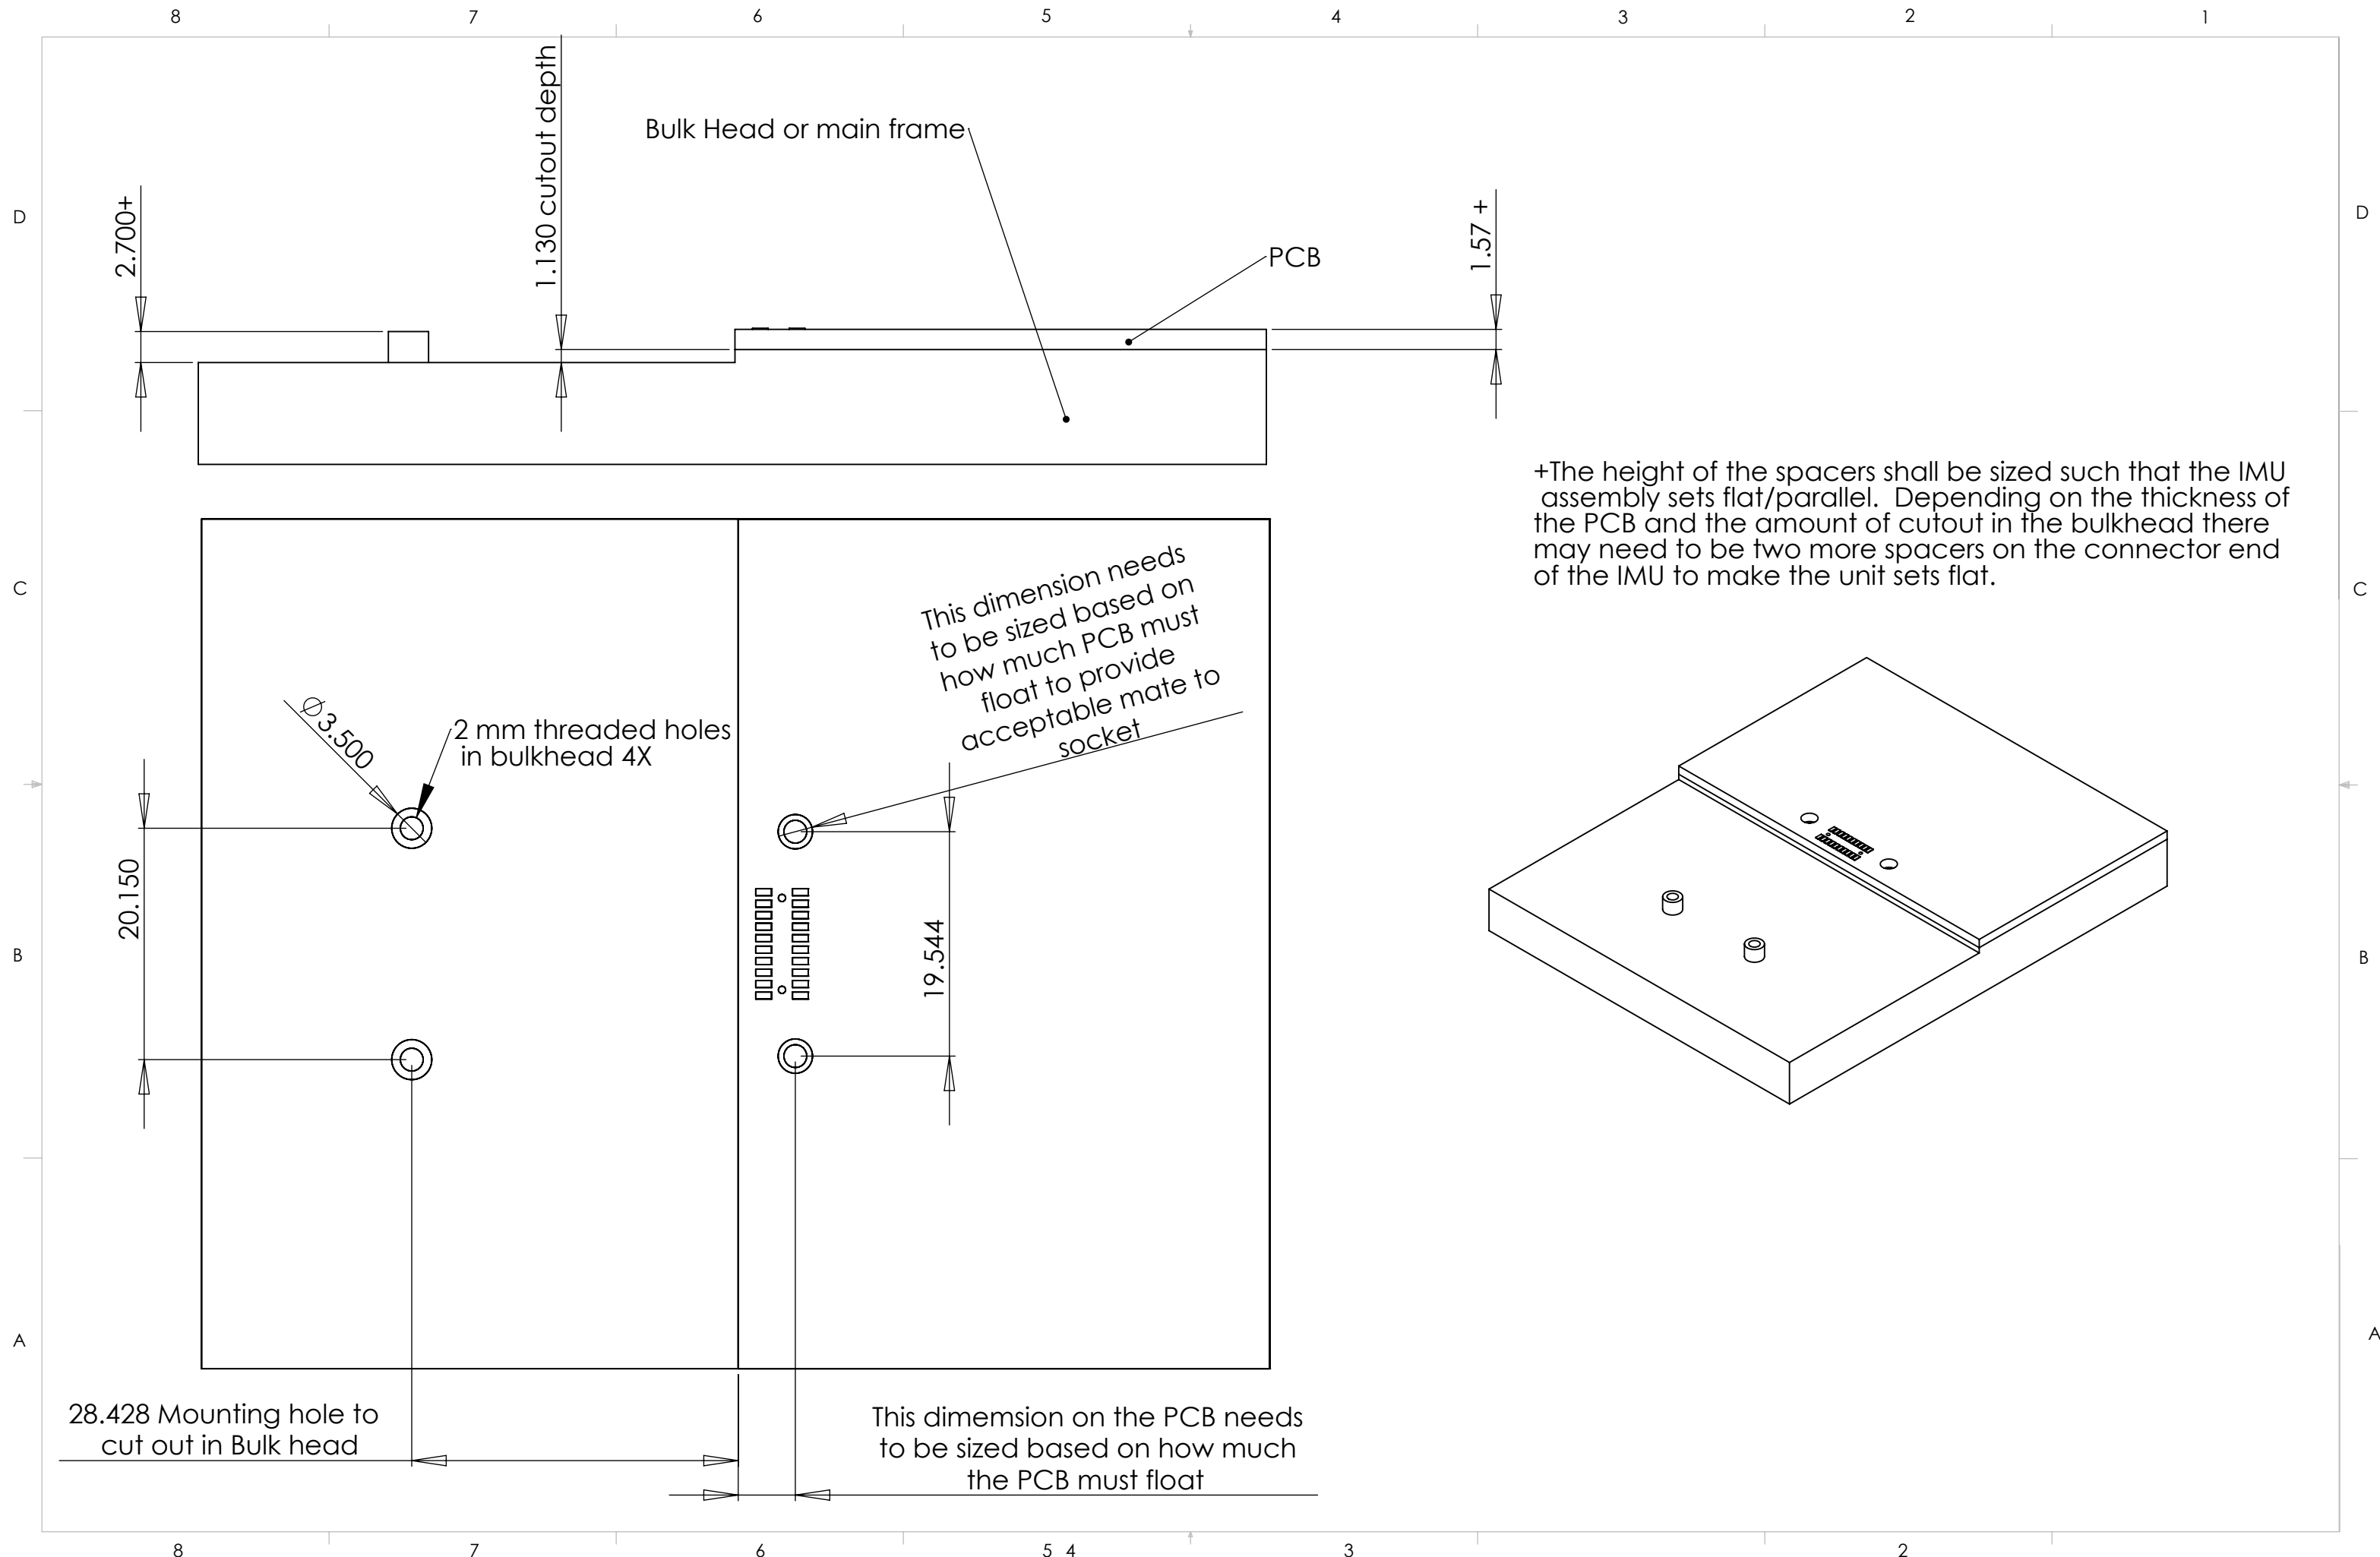 8 7 6 5 4 3 2 1
D
D
2.700+
1.130 cutout depth
Bulk Head or main frame
PCB
1.57 +
+The height of the spacers shall be sized such that the IMU
assembly sets flat/parallel. Depending on the thickness of
the PCB and the amount of cutout in the bulkhead there
may need to be two more spacers on the connector end
of the IMU to make the unit sets flat.
C
C
This dimension needs
to be sized based on
how much PCB must
float to provide
acceptable mate to
socket
∅3.500
2 mm threaded holes
in bulkhead 4X
20.150
19.544
B
B
A
A
28.428 Mounting hole to
cut out in Bulk head
This dimemsion on the PCB needs
to be sized based on how much
the PCB must float
8 7 6 5 4 3 2